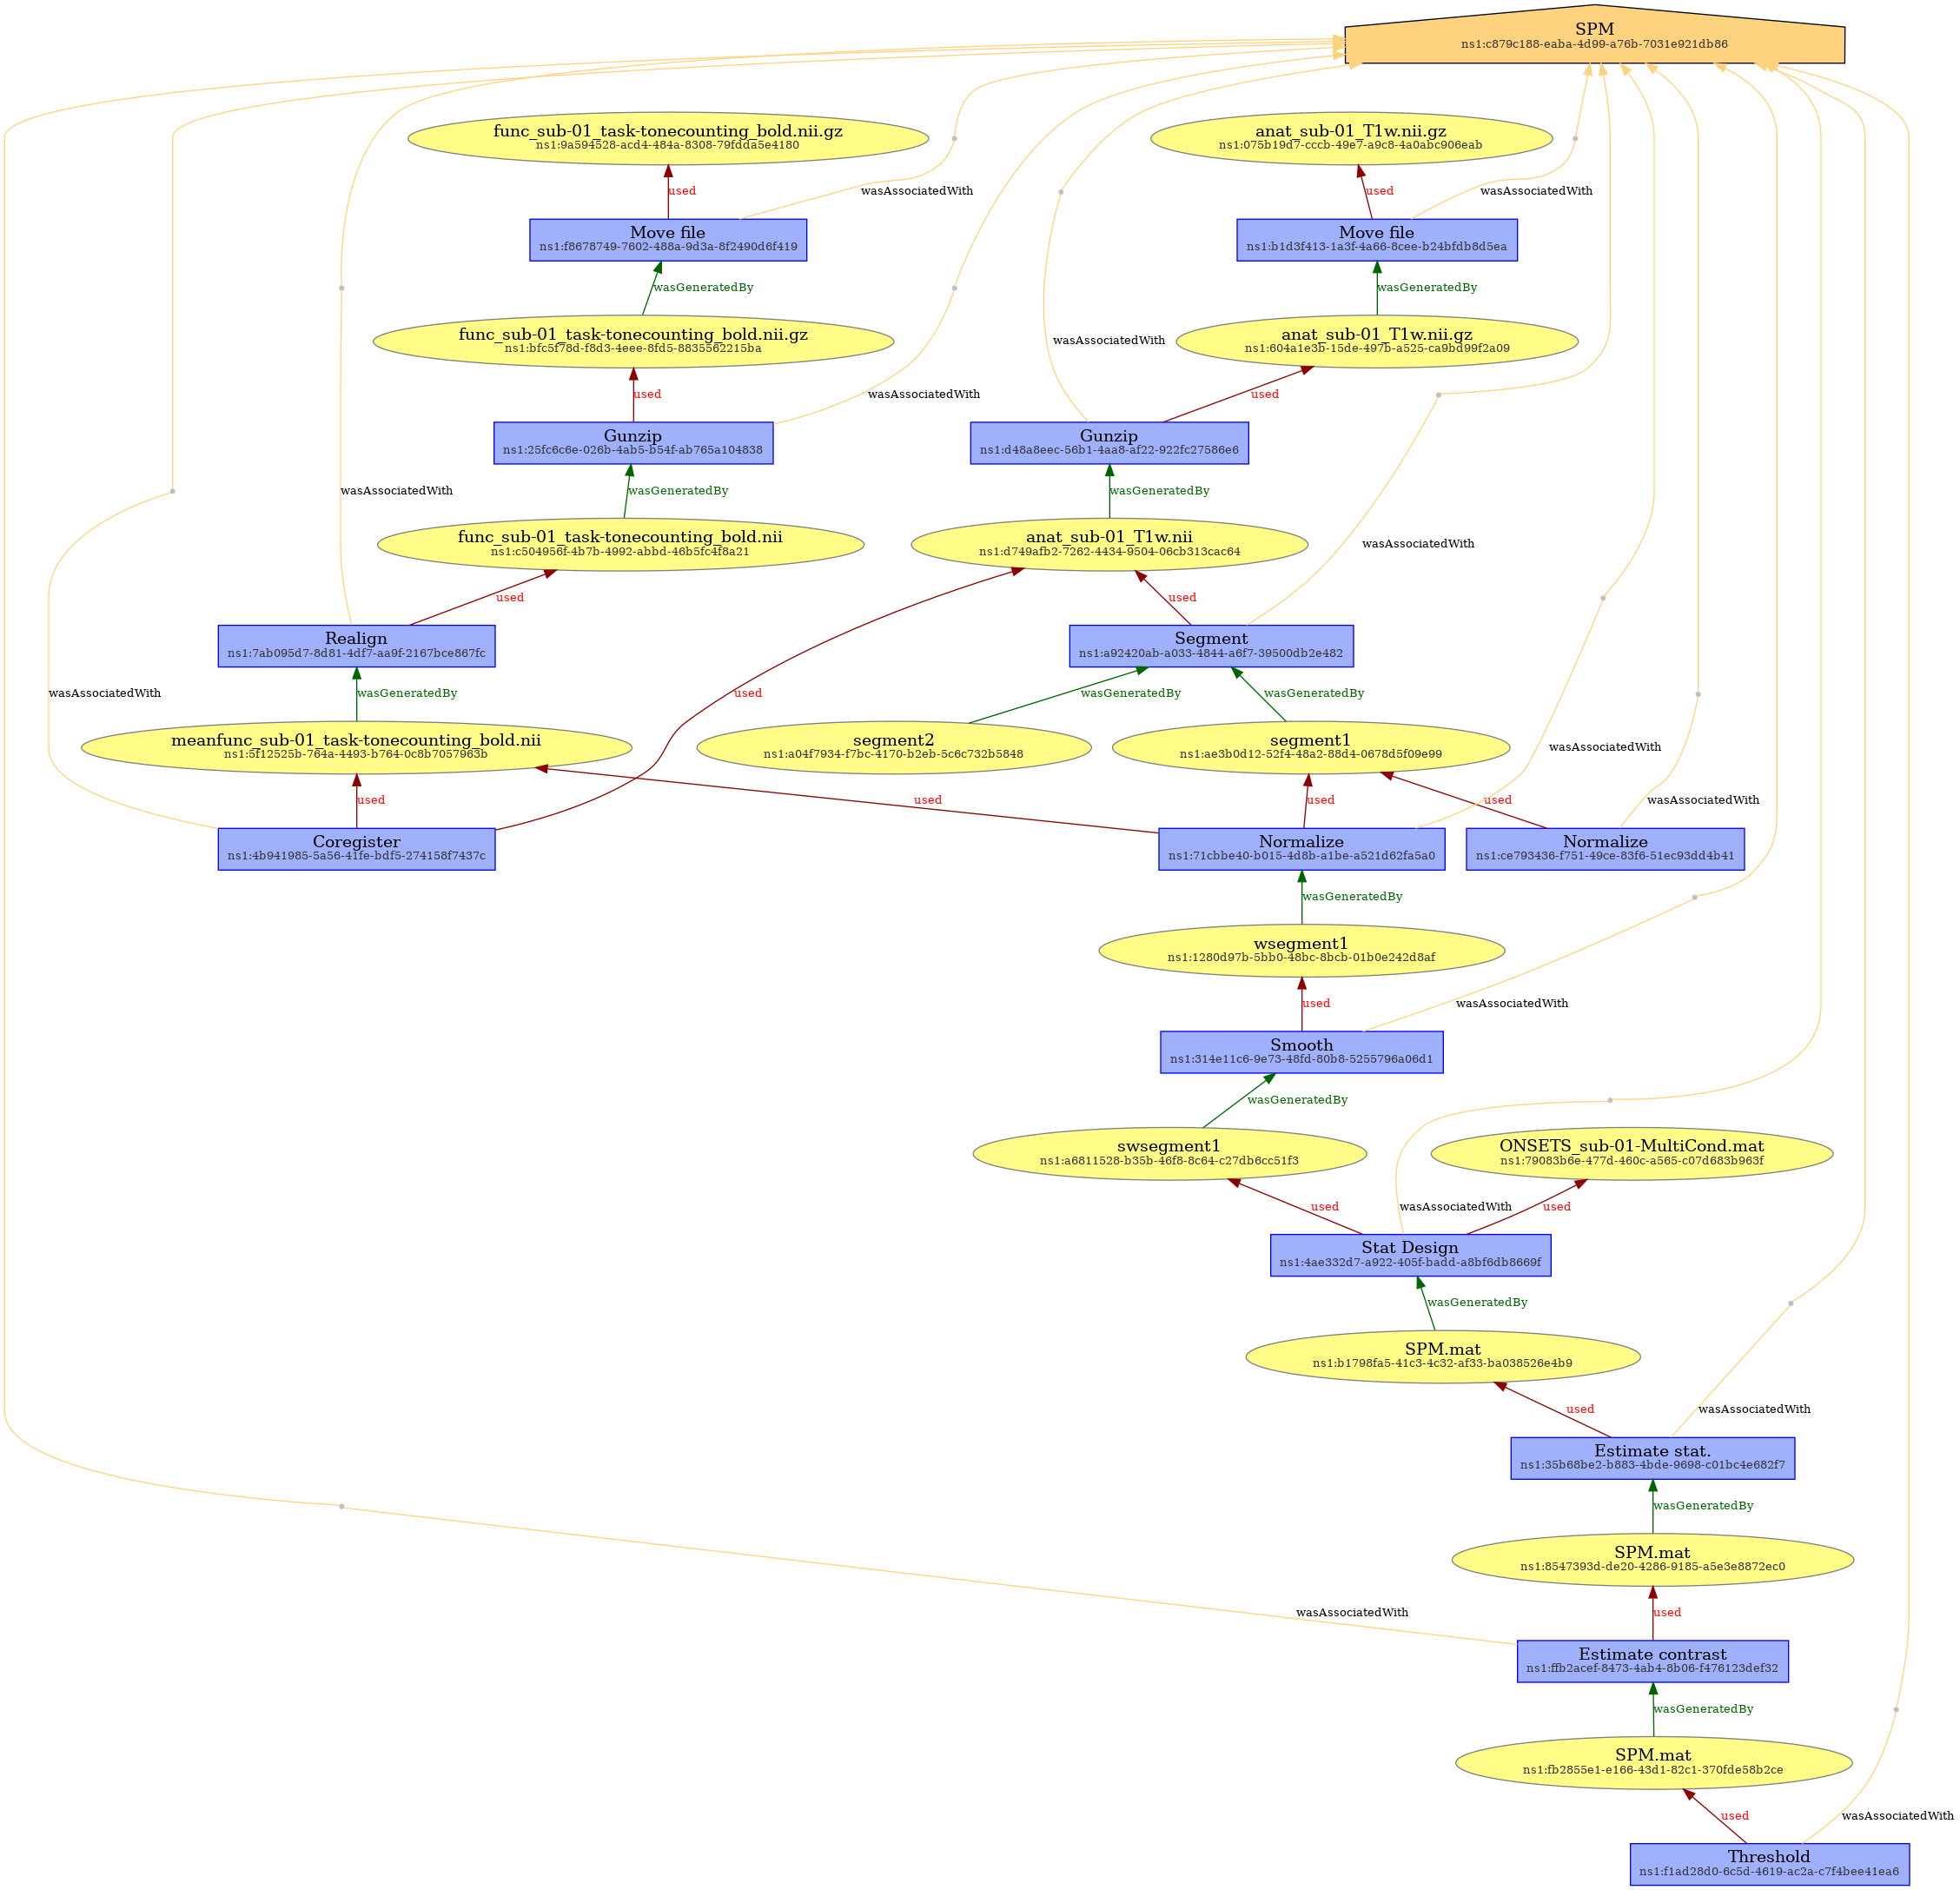 SPM
ns1:c879c188-eaba-4d99-a76b-7031e921db86
func_sub-01_task-tonecounting_bold.nii.gz
ns1:9a594528-acd4-484a-8308-79fdda5e4180
anat_sub-01_T1w.nii.gz
ns1:075b19d7-cccb-49e7-a9c8-4a0abc906eab
used
wasAssociatedWith
used
wasAssociatedWith
Move file
ns1:f8678749-7602-488a-9d3a-8f2490d6f419
Move file
ns1:b1d3f413-1a3f-4a66-8cee-b24bfdb8d5ea
wasGeneratedBy
wasGeneratedBy
func_sub-01_task-tonecounting_bold.nii.gz
ns1:bfc5f78d-f8d3-4eee-8fd5-8835562215ba
wasAssociatedWith
anat_sub-01_T1w.nii.gz
ns1:604a1e3b-15de-497b-a525-ca9bd99f2a09
used
wasAssociatedWith
used
Gunzip
ns1:25fc6c6e-026b-4ab5-b54f-ab765a104838
Gunzip
ns1:d48a8eec-56b1-4aa8-af22-922fc27586e6
wasAssociatedWith
wasGeneratedBy
wasGeneratedBy
func_sub-01_task-tonecounting_bold.nii
ns1:c504956f-4b7b-4992-abbd-46b5fc4f8a21
anat_sub-01_T1w.nii
ns1:d749afb2-7262-4434-9504-06cb313cac64
wasAssociatedWith
used
used
Realign
ns1:7ab095d7-8d81-4df7-aa9f-2167bce867fc
Segment
ns1:a92420ab-a033-4844-a6f7-39500db2e482
wasAssociatedWith
wasGeneratedBy
used
wasGeneratedBy
wasGeneratedBy
meanfunc_sub-01_task-tonecounting_bold.nii
ns1:5f12525b-764a-4493-b764-0c8b7057963b
segment2
ns1:a04f7934-f7bc-4170-b2eb-5c6c732b5848
segment1
ns1:ae3b0d12-52f4-48a2-88d4-0678d5f09e99
wasAssociatedWith
used
used
used
used
wasAssociatedWith
Coregister
ns1:4b941985-5a56-41fe-bdf5-274158f7437c
Normalize
ns1:71cbbe40-b015-4d8b-a1be-a521d62fa5a0
Normalize
ns1:ce793436-f751-49ce-83f6-51ec93dd4b41
wasGeneratedBy
wsegment1
ns1:1280d97b-5bb0-48bc-8bcb-01b0e242d8af
used
wasAssociatedWith
Smooth
ns1:314e11c6-9e73-48fd-80b8-5255796a06d1
wasGeneratedBy
swsegment1
ns1:a6811528-b35b-46f8-8c64-c27db6cc51f3
ONSETS_sub-01-MultiCond.mat
ns1:79083b6e-477d-460c-a565-c07d683b963f
used
wasAssociatedWith
used
Stat Design
ns1:4ae332d7-a922-405f-badd-a8bf6db8669f
wasGeneratedBy
SPM.mat
ns1:b1798fa5-41c3-4c32-af33-ba038526e4b9
used
wasAssociatedWith
Estimate stat.
ns1:35b68be2-b883-4bde-9698-c01bc4e682f7
wasGeneratedBy
SPM.mat
ns1:8547393d-de20-4286-9185-a5e3e8872ec0
wasAssociatedWith
used
Estimate contrast
ns1:ffb2acef-8473-4ab4-8b06-f476123def32
wasGeneratedBy
SPM.mat
ns1:fb2855e1-e166-43d1-82c1-370fde58b2ce
used
wasAssociatedWith
Threshold
ns1:f1ad28d0-6c5d-4619-ac2a-c7f4bee41ea6